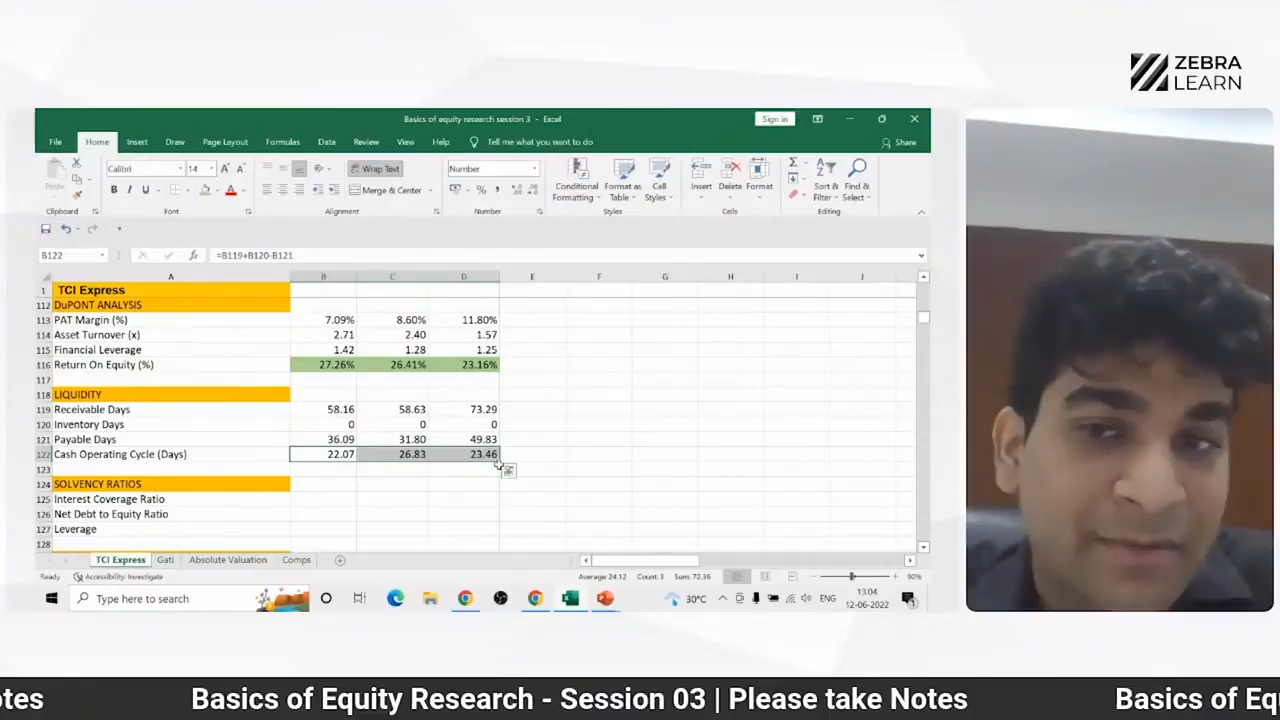 ZEBRA
LEARN
Basics of equity research session 3 - Excel
Sign in
File Home Insert Draw Page Layout Formulas Data Review View Help Tell me what you want to do Share
Calibri 14 Wrap Text Number
Paste B I U Merge & Center % Conditional Formatting Format as Table Cell Styles Insert Delete Format Sort & Filter Find & Select
Clipboard Font Alignment Number Styles Cells Editing
B122 fx =B119+B120-B121
A B C D E F G H I J
1 TCI Express
112 DuPONT ANALYSIS
113 PAT Margin (%) 7.09% 8.60% 11.80%
114 Asset Turnover (x) 2.71 2.40 1.57
115 Financial Leverage 1.42 1.28 1.25
116 Return On Equity (%) 27.26% 26.41% 23.16%
117
118 LIQUIDITY
119 Receivable Days 58.16 58.63 73.29
120 Inventory Days 0 0 0
121 Payable Days 36.09 31.80 49.83
122 Cash Operating Cycle (Days) 22.07 26.83 23.46
123
124 SOLVENCY RATIOS
125 Interest Coverage Ratio
126 Net Debt to Equity Ratio
127 Leverage
128
TCI Express Gati Absolute Valuation Comps
Ready Accessibility: Investigate Average: 24.12 Count: 3 Sum: 72.36 90%
Type here to search 30°C ENG 13:04
12-06-2022
otes Basics of Equity Research - Session 03 | Please take Notes Basics of Eq